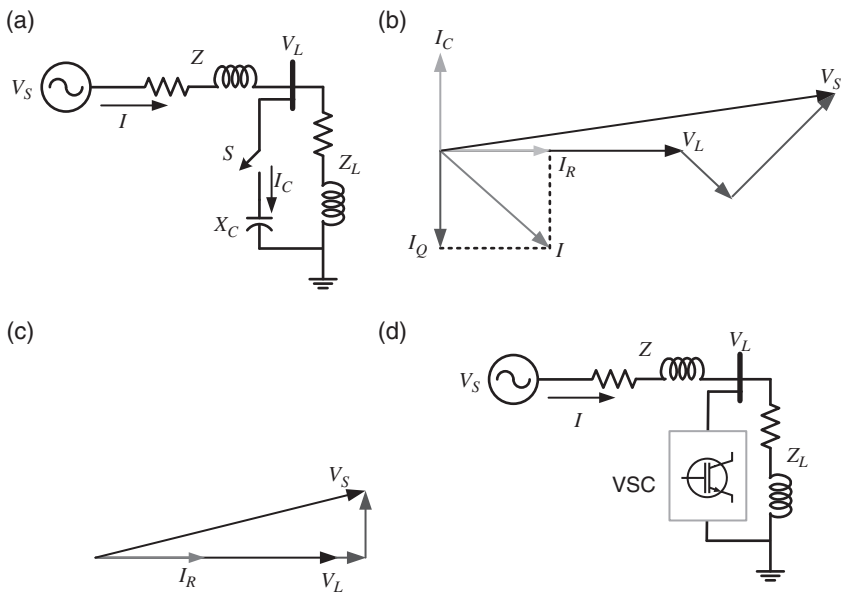 (a)
Z
V_L
V_S
I
S
Z_L
I_C
X_C
(b)
I_C
V_S
V_L
I_R
I_Q
I
(c)
V_S
I_R
V_L
(d)
Z
V_L
V_S
I
Z_L
VSC